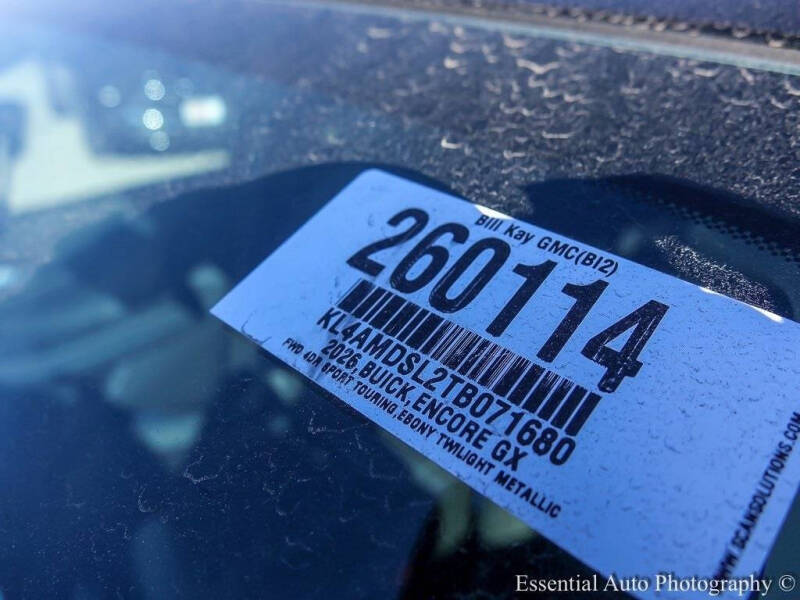 Bill Kay GMC(BI2)
260114
KL4AMDSL2TB071680
2026,BUICK,ENCORE GX
FWD 4DR SPORT TOURING,EBONY TWILIGHT METALLIC
SCANSOLUTIONS.COM
Essential Auto Photography ©